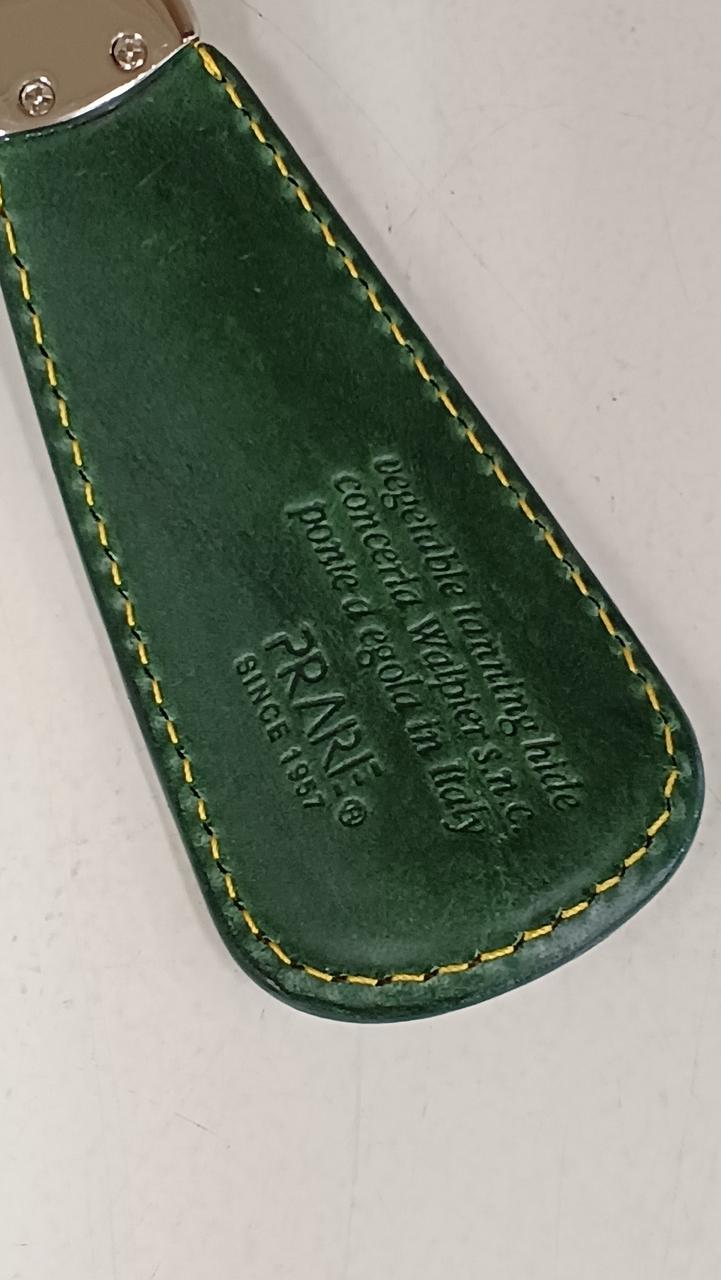 vegetable tanning hide
conceria Walpier s.n.c.
ponte d egola in Italy
PRAIRIE®
SINCE 1957